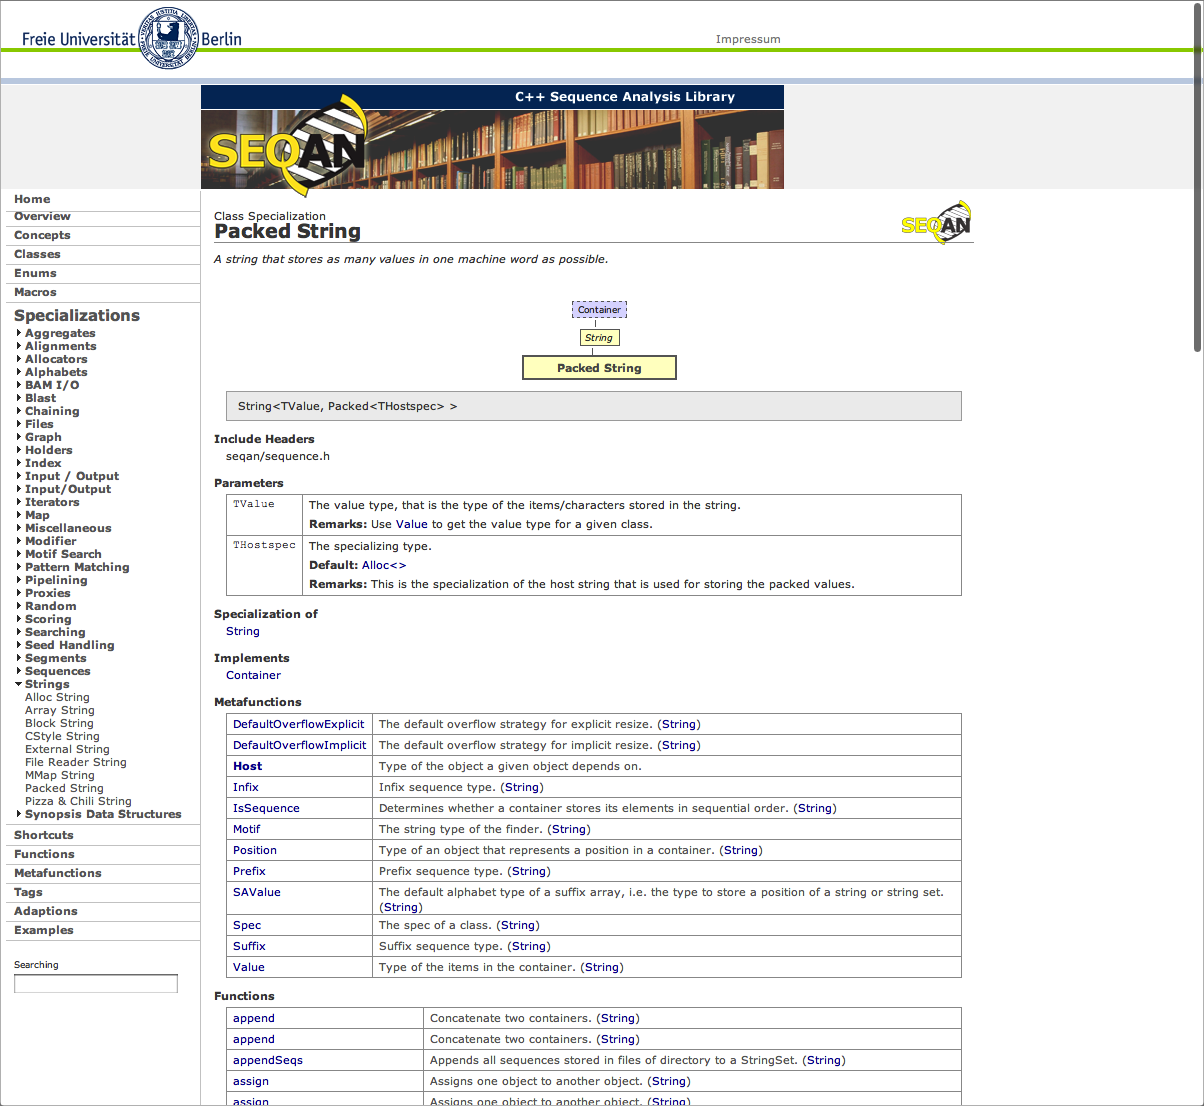 Freie Universität Berlin
Impressum
C++ Sequence Analysis Library
SEQAN
Home
Overview
Concepts
Classes
Enums
Macros
Specializations
Aggregates
Alignments
Allocators
Alphabets
BAM I/O
Blast
Chaining
Files
Graph
Holders
Index
Input / Output
Input/Output
Iterators
Map
Miscellaneous
Modifier
Motif Search
Pattern Matching
Pipelining
Proxies
Random
Scoring
Searching
Seed Handling
Segments
Sequences
Strings
Alloc String
Array String
Block String
CStyle String
External String
File Reader String
MMap String
Packed String
Pizza & Chili String
Synopsis Data Structures
Shortcuts
Functions
Metafunctions
Tags
Adaptions
Examples
Searching
Class Specialization
Packed String
SEQAN
A string that stores as many values in one machine word as possible.
Container
String
Packed String
String<TValue, Packed<THostspec> >
Include Headers
seqan/sequence.h
Parameters
TValue The value type, that is the type of the items/characters stored in the string.
Remarks: Use Value to get the value type for a given class.
THostspec The specializing type.
Default: Alloc<>
Remarks: This is the specialization of the host string that is used for storing the packed values.
Specialization of
String
Implements
Container
Metafunctions
DefaultOverflowExplicit The default overflow strategy for explicit resize. (String)
DefaultOverflowImplicit The default overflow strategy for implicit resize. (String)
Host Type of the object a given object depends on.
Infix Infix sequence type. (String)
IsSequence Determines whether a container stores its elements in sequential order. (String)
Motif The string type of the finder. (String)
Position Type of an object that represents a position in a container. (String)
Prefix Prefix sequence type. (String)
SAValue The default alphabet type of a suffix array, i.e. the type to store a position of a string or string set.
(String)
Spec The spec of a class. (String)
Suffix Suffix sequence type. (String)
Value Type of the items in the container. (String)
Functions
append Concatenate two containers. (String)
append Concatenate two containers. (String)
appendSeqs Appends all sequences stored in files of directory to a StringSet. (String)
assign Assigns one object to another object. (String)
assign Assigns one object to another object. (String)